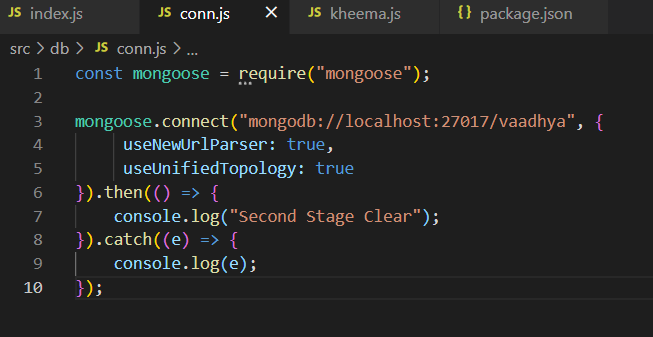 JS index.js JS conn.js × JS kheema.js {} package.json
src > db > JS conn.js > ...
1 const mongoose = require("mongoose");
2
3 mongoose.connect("mongodb://localhost:27017/vaadhya", {
4 useNewUrlParser: true,
5 useUnifiedTopology: true
6 }).then(() => {
7 console.log("Second Stage Clear");
8 }).catch((e) => {
9 console.log(e);
10 });